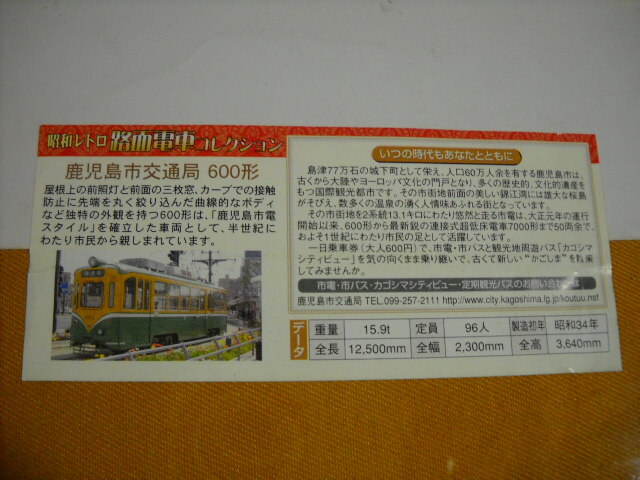 昭和レトロ 路面電車コレクション
鹿児島市交通局 600形
屋根上の前照灯と前面の三枚窓、カーブでの接触
防止に先端を丸く絞り込んだ曲線的なボディ
など独特の外観を持つ600形は、「鹿児島市電
スタイル」を確立した車両として、半世紀に
わたり市民から親しまれています。
いつの時代もあなたとともに
島津77万石の城下町として栄え、人口60万人余を有する鹿児島市は、
古くから大陸やヨーロッパ文化の門戸となり、多くの歴史的、文化的遺産を
もつ国際観光都市です。その市街地前面の美しい錦江湾には雄大な桜島
がそびえ、数多くの温泉の湧く人情味あふれる街となっています。
その市街地を2系統13.1キロにわたり悠然と走る市電は、大正元年の運行
開始以来、600形から最新鋭の連接式超低床電車7000形まで50両余で、
およそ1世紀にわたり市民の足として活躍しています。
一日乗車券（大人600円）で、市電・市バスと観光地周遊バス「カゴシマ
シティビュー」を気の向くまま乗り継いで、古くて新しい“かごしま”を散策
してみませんか。
市電・市バス・カゴシマシティビュー・定期観光バスのお問い合わせは
鹿児島市交通局 TEL.099-257-2111 http://www.city.kagoshima.lg.jp/koutuu.nsf
データ
重量 15.9t 定員 96人 製造初年 昭和34年
全長 12,500mm 全幅 2,300mm 全高 3,640mm